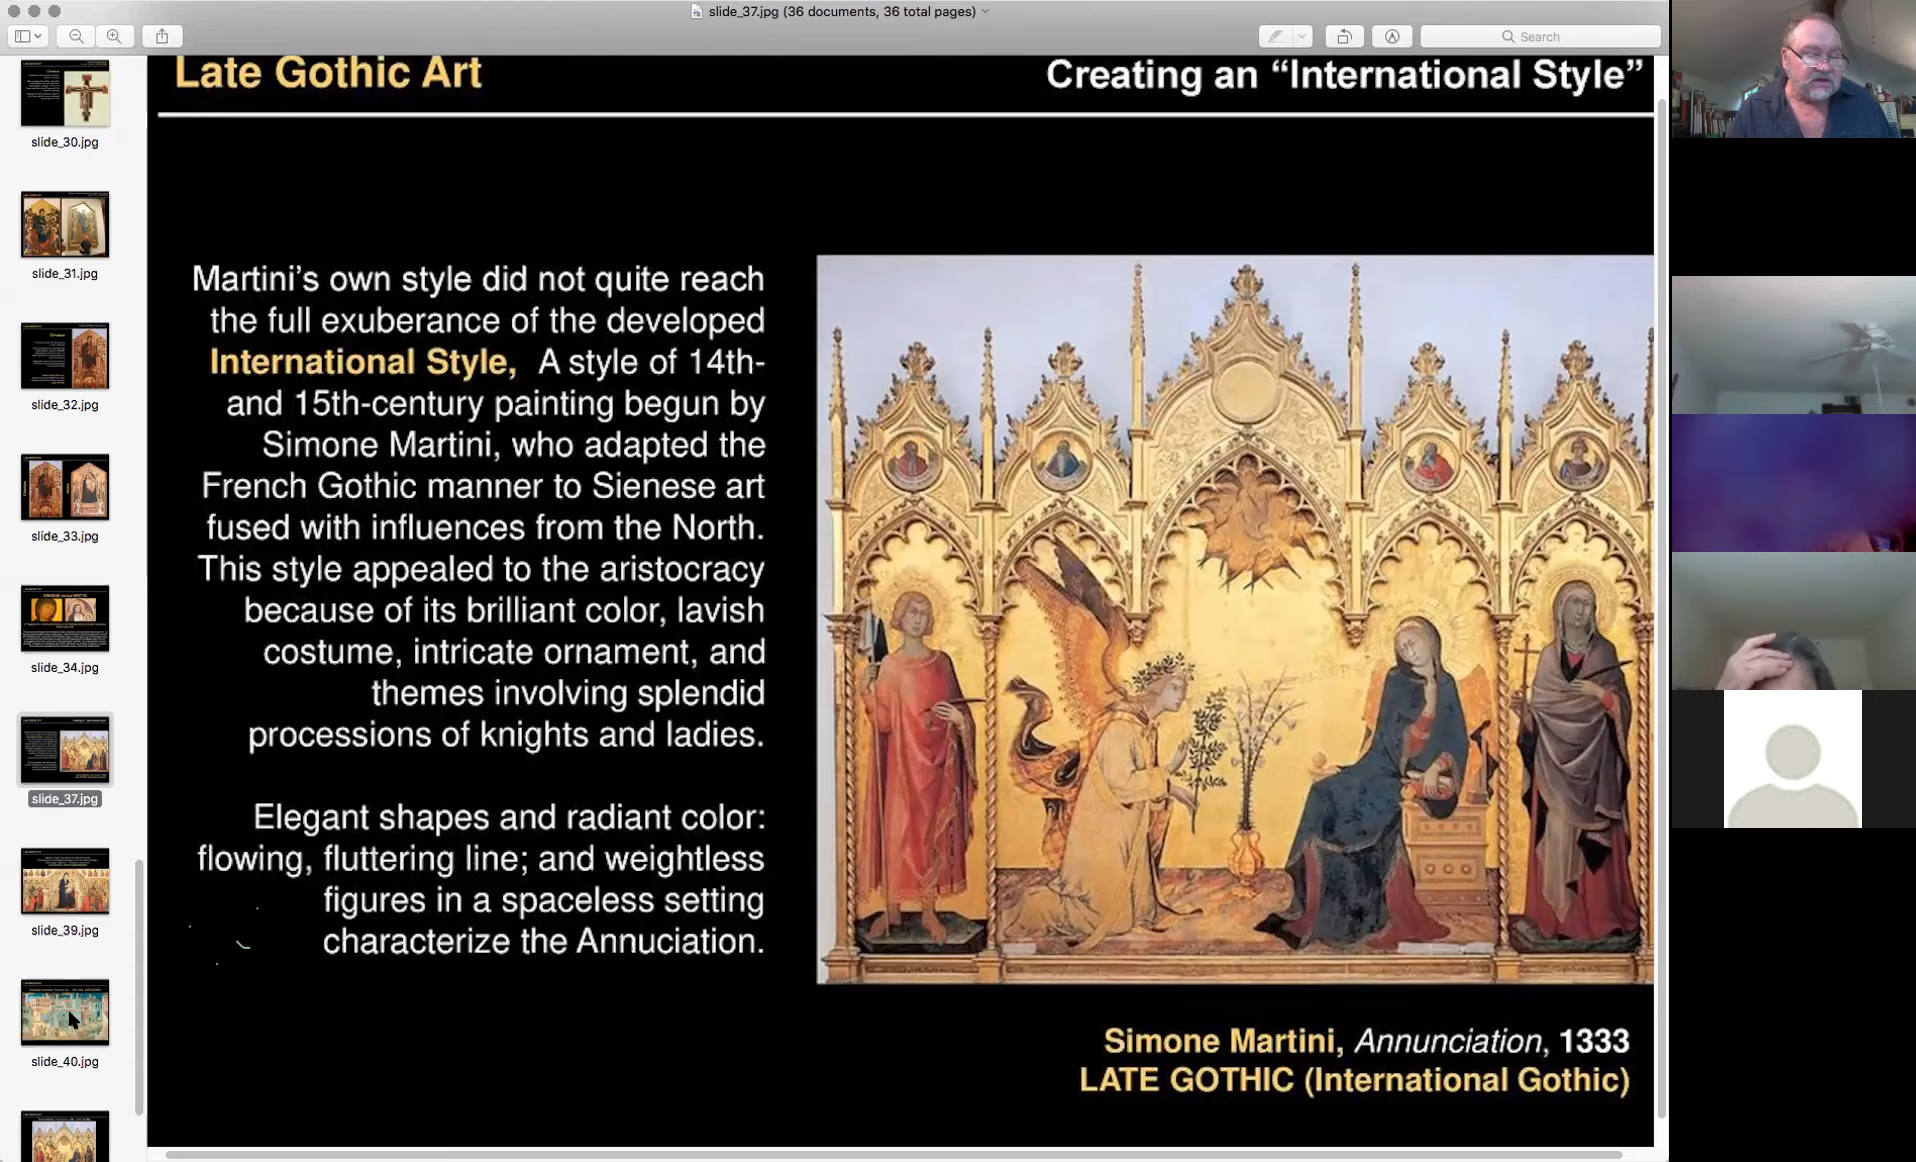 slide_37.jpg (36 documents, 36 total pages)
Search
Late Gothic Art
Creating an “International Style”
Martini’s own style did not quite reach
the full exuberance of the developed
International Style, A style of 14th-
and 15th-century painting begun by
Simone Martini, who adapted the
French Gothic manner to Sienese art
fused with influences from the North.
This style appealed to the aristocracy
because of its brilliant color, lavish
costume, intricate ornament, and
themes involving splendid
processions of knights and ladies.
Elegant shapes and radiant color:
flowing, fluttering line; and weightless
figures in a spaceless setting
characterize the Annuciation.
Simone Martini, Annunciation, 1333
LATE GOTHIC (International Gothic)
slide_30.jpg
slide_31.jpg
slide_32.jpg
slide_33.jpg
slide_34.jpg
slide_37.jpg
slide_39.jpg
slide_40.jpg